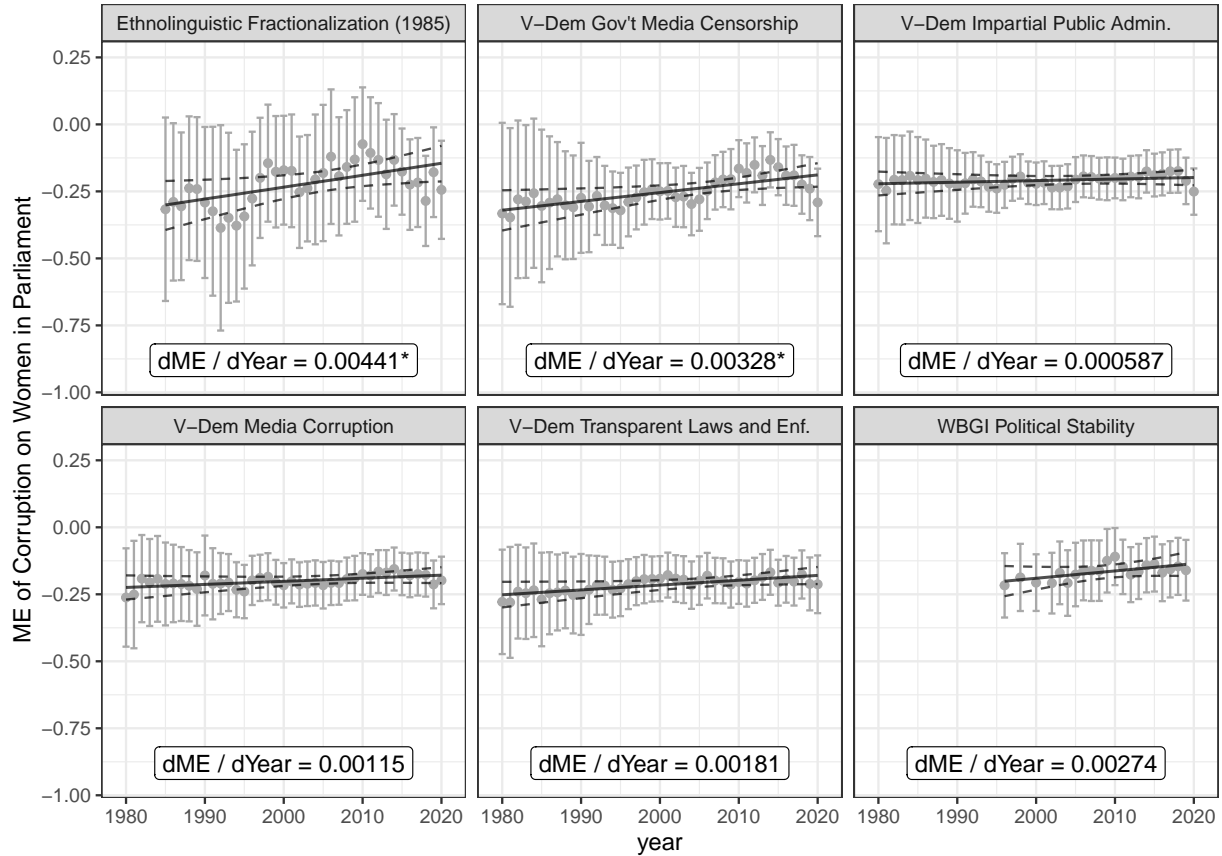 Ethnolinguistic Fractionalization (1985)
V−Dem Gov't Media Censorship
V−Dem Impartial Public Admin.
0.25
0.00
−0.25
−0.50
−0.75
−1.00
dME / dYear = 0.00441*
dME / dYear = 0.00328*
dME / dYear = 0.000587
ME of Corruption on Women in Parliament
V−Dem Media Corruption
V−Dem Transparent Laws and Enf.
WBGI Political Stability
0.25
0.00
−0.25
−0.50
−0.75
−1.00
dME / dYear = 0.00115
dME / dYear = 0.00181
dME / dYear = 0.00274
1980 1990 2000 2010 2020
1980 1990 2000 2010 2020
1980 1990 2000 2010 2020
year